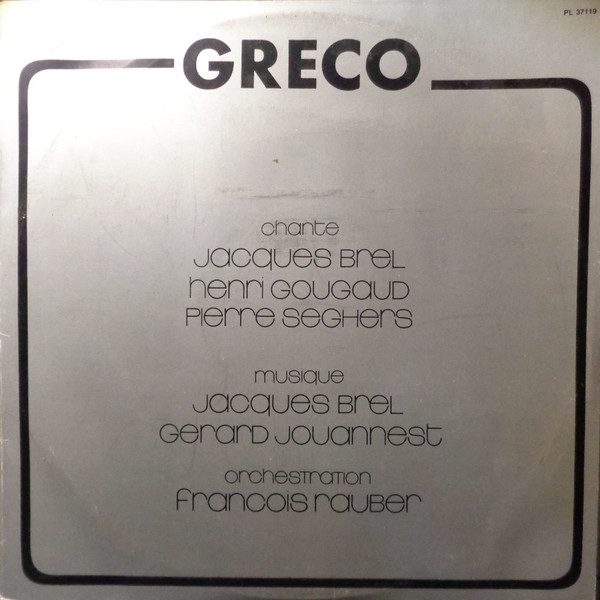 PL 37119
GRECO
chante
Jacques Brel
Henri Gougaud
Pierre Seghers
musique
Jacques Brel
Gerard Jouannest
orchestration
Francois Rauber